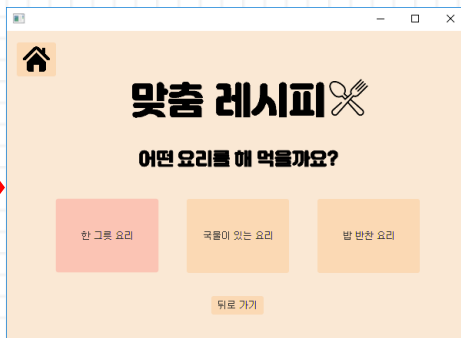 맞춤 레시피
어떤 요리를 해 먹을까요?
한 그릇 요리
국물이 있는 요리
밥 반찬 요리
뒤로 가기